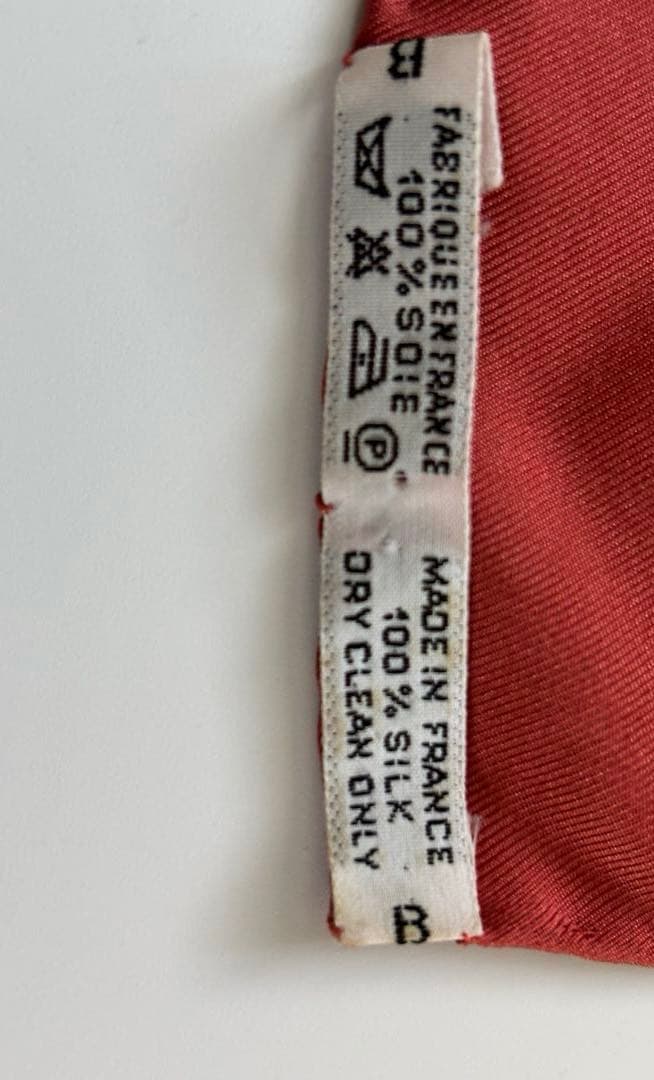 B
FABRIQUE EN FRANCE
100 % SOIE
P
MADE IN FRANCE
100 % SILK
DRY CLEAN ONLY
B